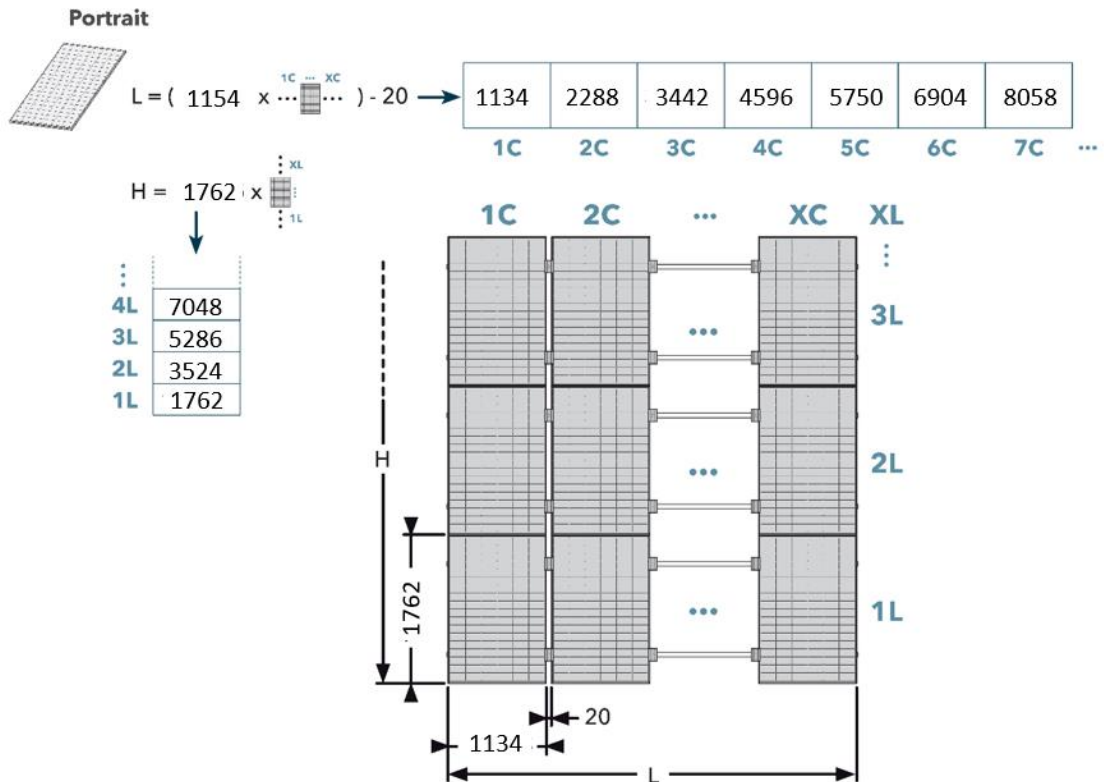 Portrait
1C ... XC
L = ( 1154 x ... ... ) - 20
1134 2288 3442 4596 5750 6904 8058
1C 2C 3C 4C 5C 6C 7C ...
XL
H = 1762 x
1L
1C 2C ... XC XL
4L 7048
3L 5286
2L 3524
1L 1762
... 3L
H
... 2L
1762
... 1L
20
1134
L